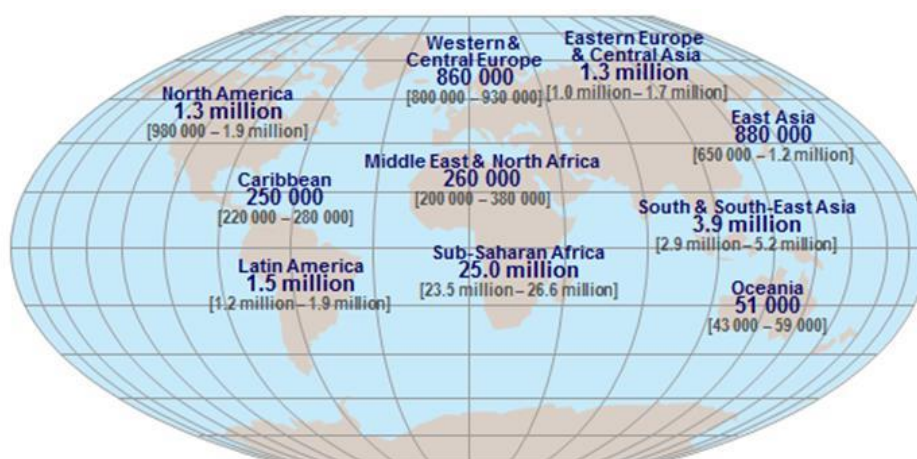 Western &
Central Europe
860 000
[800 000 – 930 000]
Eastern Europe
& Central Asia
1.3 million
[1.0 million – 1.7 million]
North America
1.3 million
[980 000 – 1.9 million]
East Asia
880 000
[650 000 – 1.2 million]
Middle East & North Africa
260 000
[200 000 – 380 000]
Caribbean
250 000
[220 000 – 280 000]
South & South-East Asia
3.9 million
[2.9 million – 5.2 million]
Sub-Saharan Africa
25.0 million
[23.5 million – 26.6 million]
Latin America
1.5 million
[1.2 million – 1.9 million]
Oceania
51 000
[43 000 – 59 000]